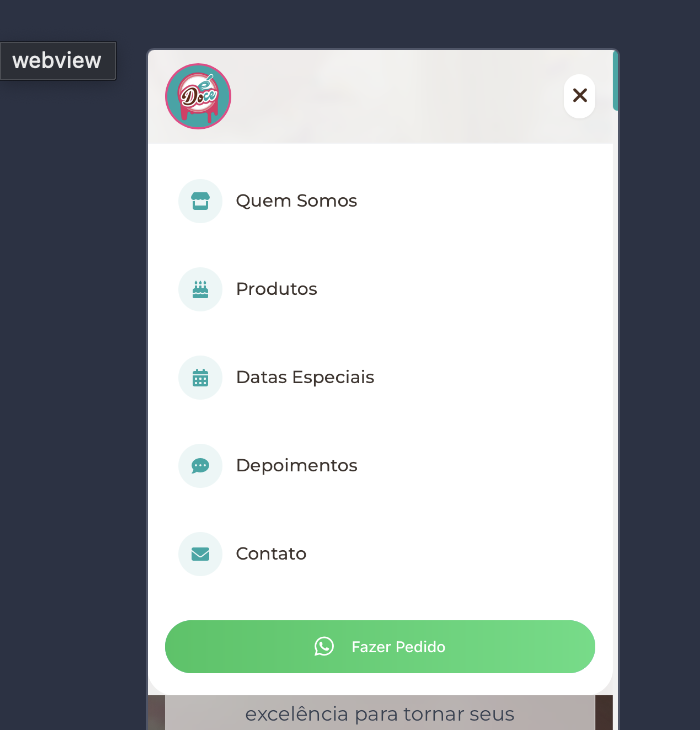 webview
é
Doce
Quem Somos
Produtos
Datas Especiais
Depoimentos
Contato
Fazer Pedido
excelência para tornar seus